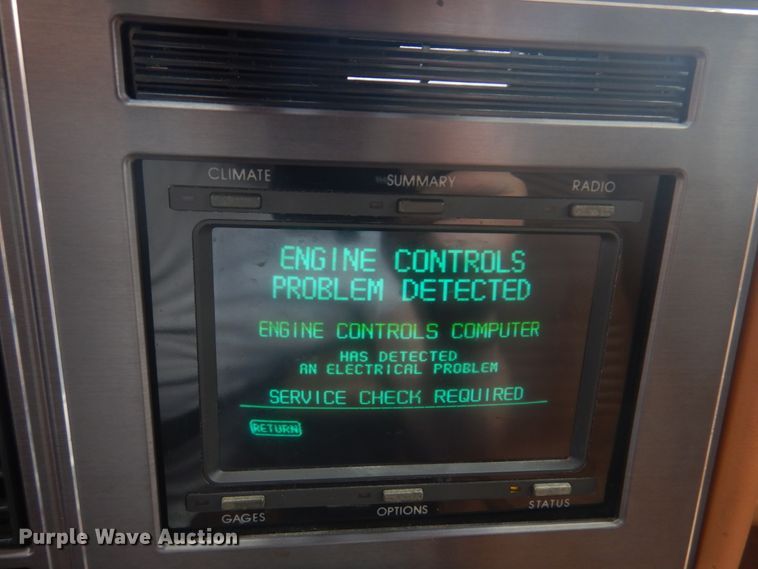 CLIMATE SUMMARY RADIO
ENGINE CONTROLS
PROBLEM DETECTED
ENGINE CONTROLS COMPUTER
HAS DETECTED
AN ELECTRICAL PROBLEM
SERVICE CHECK REQUIRED
RETURN
GAGES OPTIONS STATUS
Purple Wave Auction